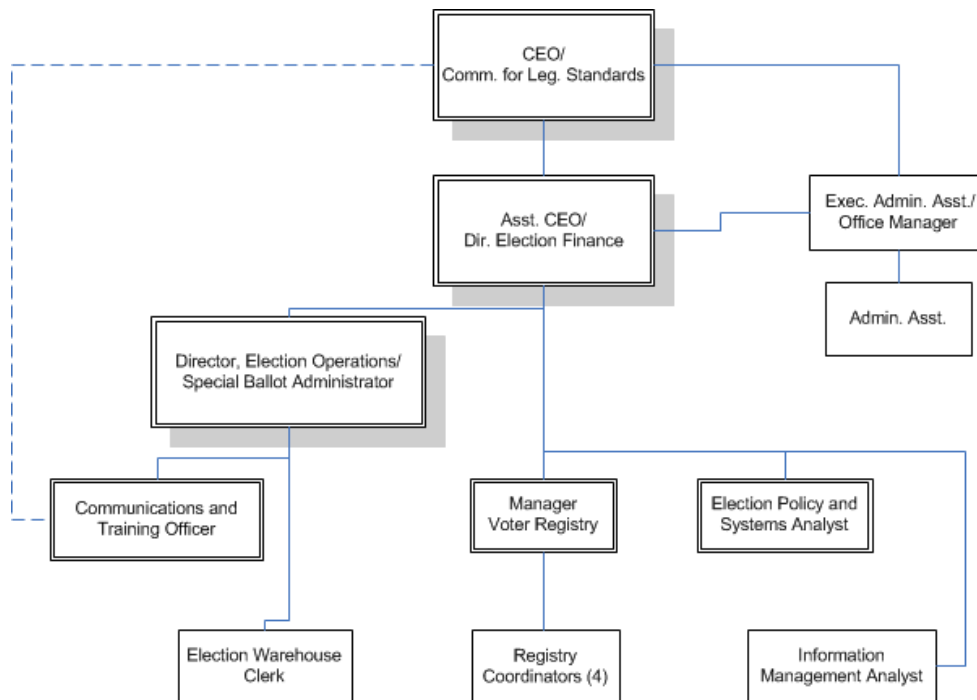 CEO/
Comm. for Leg. Standards
Asst. CEO/
Dir. Election Finance
Exec. Admin. Asst./
Office Manager
Admin. Asst.
Director, Election Operations/
Special Ballot Administrator
Communications and
Training Officer
Manager
Voter Registry
Election Policy and
Systems Analyst
Election Warehouse
Clerk
Registry
Coordinators (4)
Information
Management Analyst